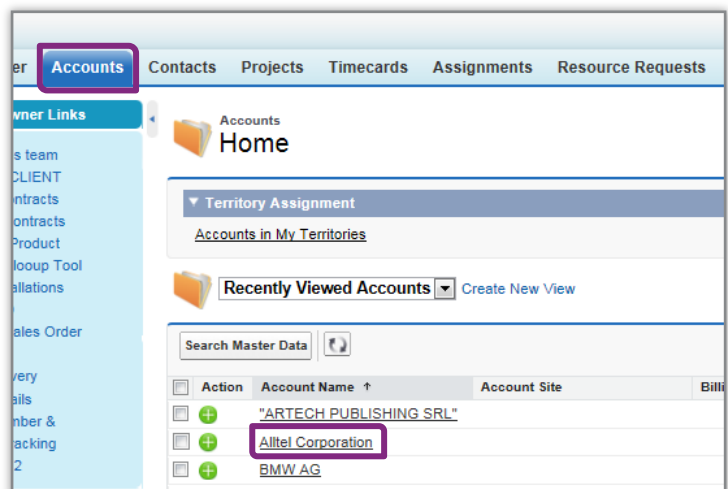 er Accounts Contacts Projects Timecards Assignments Resource Requests
wner Links
s team
CLIENT
ntracts
ontracts
Product
looup Tool
allations
ales Order
very
ails
mber &
acking
2
Accounts
Home
Territory Assignment
Accounts in My Territories
Recently Viewed Accounts Create New View
Search Master Data
Action Account Name ↑ Account Site Billi
"ARTECH PUBLISHING SRL"
Alltel Corporation
BMW AG